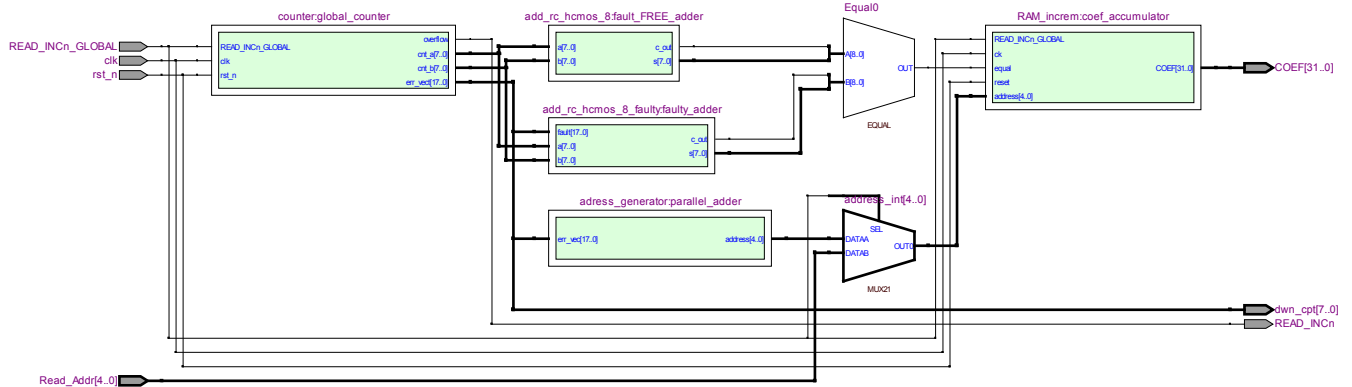 counter:global_counter
READ_INCn_GLOBAL
clk
rst_n
READ_INCn_GLOBAL
clk
rst_n
overflow
cnt_a[7..0]
cnt_b[7..0]
err_vect[17..0]
add_rc_hcmos_8:fault_FREE_adder
a[7..0]
b[7..0]
c_out
s[7..0]
add_rc_hcmos_8_faulty:faulty_adder
fault[17..0]
a[7..0]
b[7..0]
c_out
s[7..0]
adress_generator:parallel_adder
err_vec[17..0]
address[4..0]
Equal0
A[8..0]
B[8..0]
OUT
EQUAL
address_int[4..0]
SEL
DATAA
DATAB
OUT0
MUX21
RAM_increm:coef_accumulator
READ_INCn_GLOBAL
ck
equal
reset
address[4..0]
COEF[31..0]
COEF[31..0]
dwn_cpt[7..0]
READ_INCn
Read_Addr[4..0]